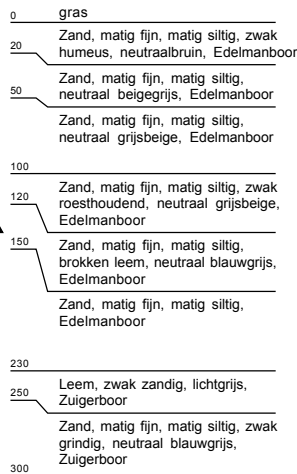 0 gras
Zand, matig fijn, matig siltig, zwak
20 humeus, neutraalbruin, Edelmanboor
Zand, matig fijn, matig siltig,
50 neutraal beigegrijs, Edelmanboor
Zand, matig fijn, matig siltig,
neutraal grijsbeige, Edelmanboor
100
Zand, matig fijn, matig siltig, zwak
120 roesthoudend, neutraal grijsbeige,
Edelmanboor
150 Zand, matig fijn, matig siltig,
brokken leem, neutraal blauwgrijs,
Edelmanboor
Zand, matig fijn, matig siltig,
Edelmanboor
230
Leem, zwak zandig, lichtgrijs,
250 Zuigerboor
Zand, matig fijn, matig siltig, zwak
grindig, neutraal blauwgrijs,
Zuigerboor
300